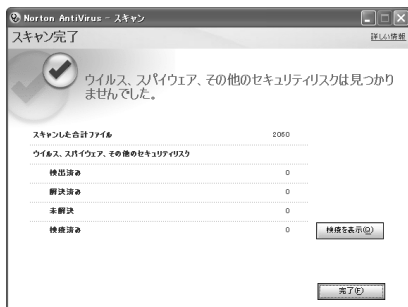 Norton AntiVirus - スキャン
スキャン完了
詳しい情報
ウイルス、スパイウェア、その他のセキュリティリスクは見つかり
ませんでした。
スキャンした合計ファイル 2060
ウイルス、スパイウェア、その他のセキュリティリスク
検出済み 0
解決済み 0
未解決 0
検疫済み 0
検疫を表示(Q)
完了(F)